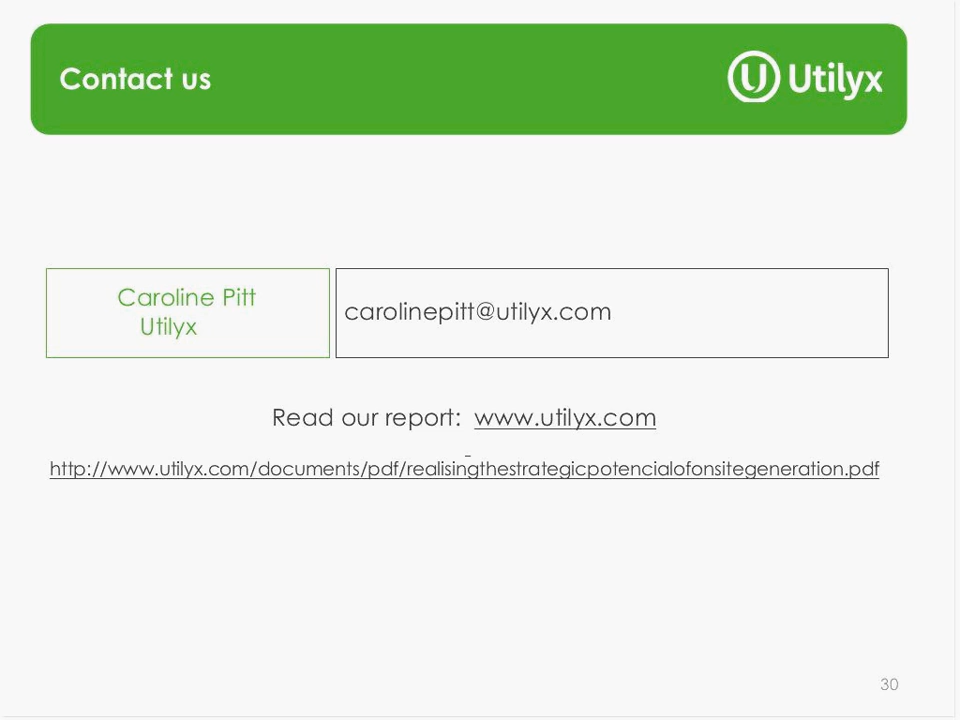 Contact us
Utilyx
Caroline Pitt
Utilyx
carolinepitt@utilyx.com
Read our report: www.utilyx.com
http://www.utilyx.com/documents/pdf/realisingthestrategicpotencialofonsitegeneration.pdf
30